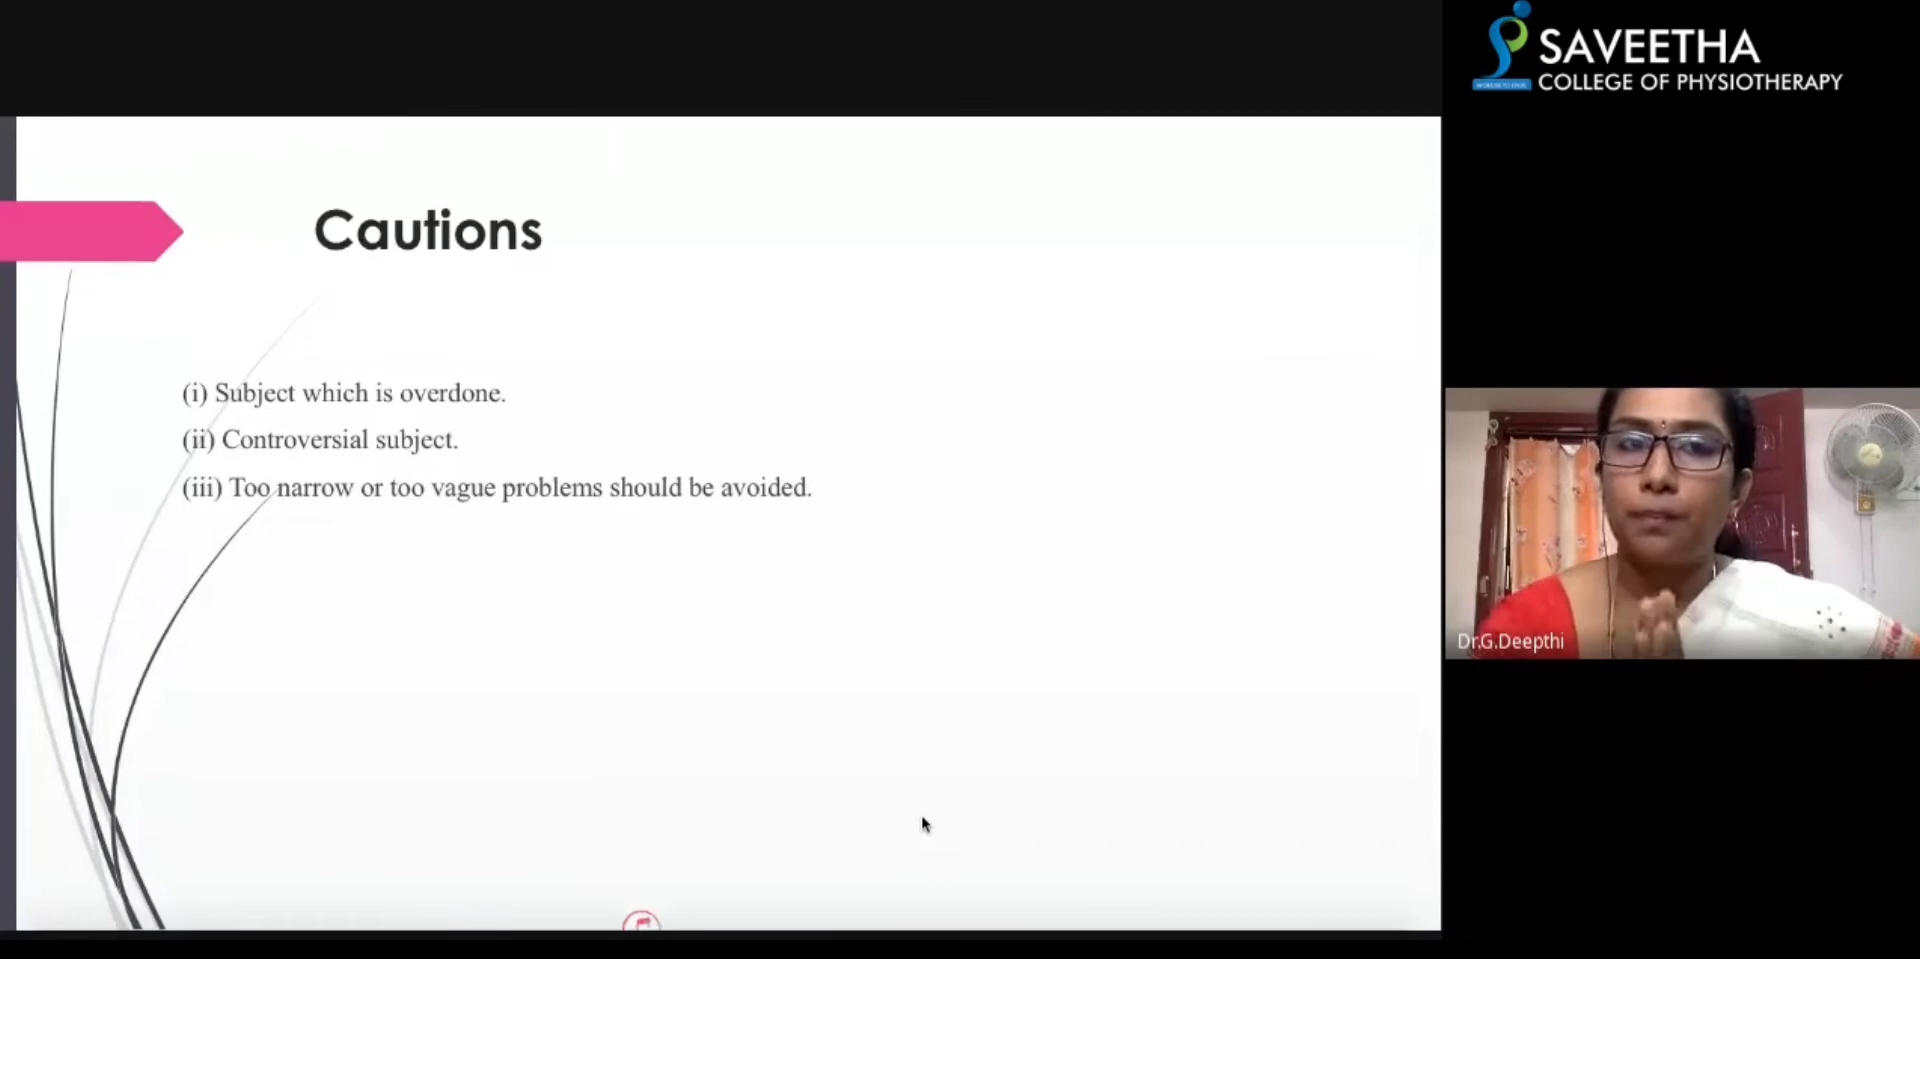 SAVEETHA
COLLEGE OF PHYSIOTHERAPY
Cautions
(i) Subject which is overdone.
(ii) Controversial subject.
(iii) Too narrow or too vague problems should be avoided.
Dr.G.Deepthi